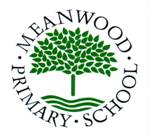 MEANWOOD
· PRIMARY · SCHOOL ·